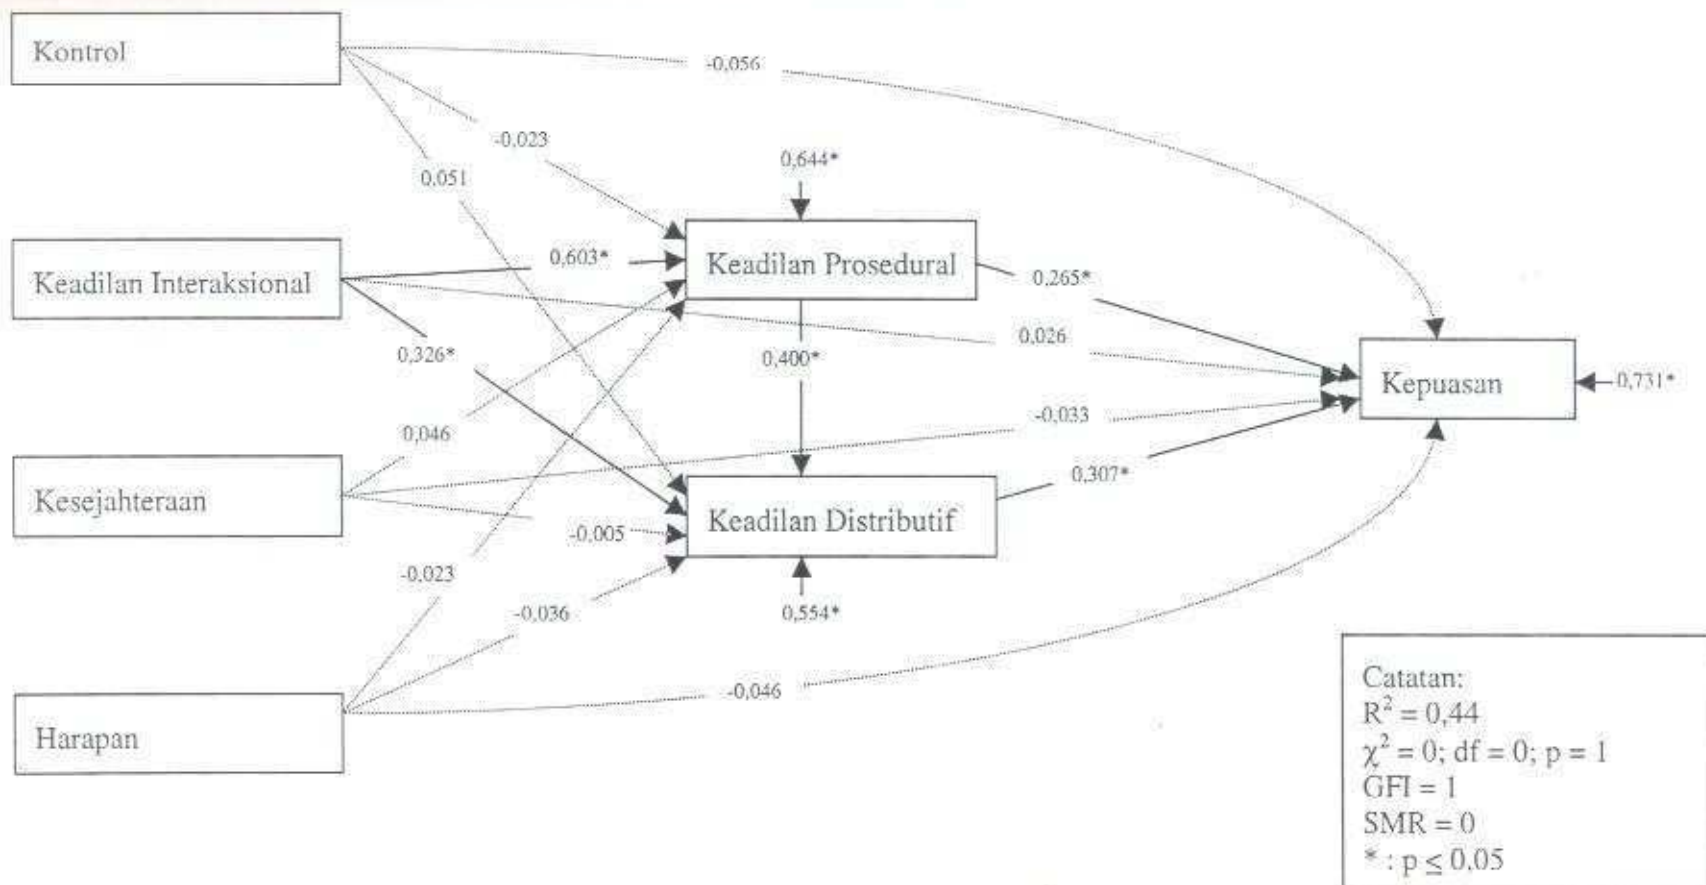 Kontrol
-0,056
-0,023
0,051
0,644*
Keadilan Interaksional
0,603*
Keadilan Prosedural
0,265*
0,326*
0,400*
0,026
Kepuasan
0,731*
0,046
-0,033
Kesejahteraan
0,307*
-0,005
Keadilan Distributif
-0,023
-0,036
0,554*
-0,046
Harapan
Catatan:
R² = 0,44
χ² = 0; df = 0; p = 1
GFI = 1
SMR = 0
* : p ≤ 0,05